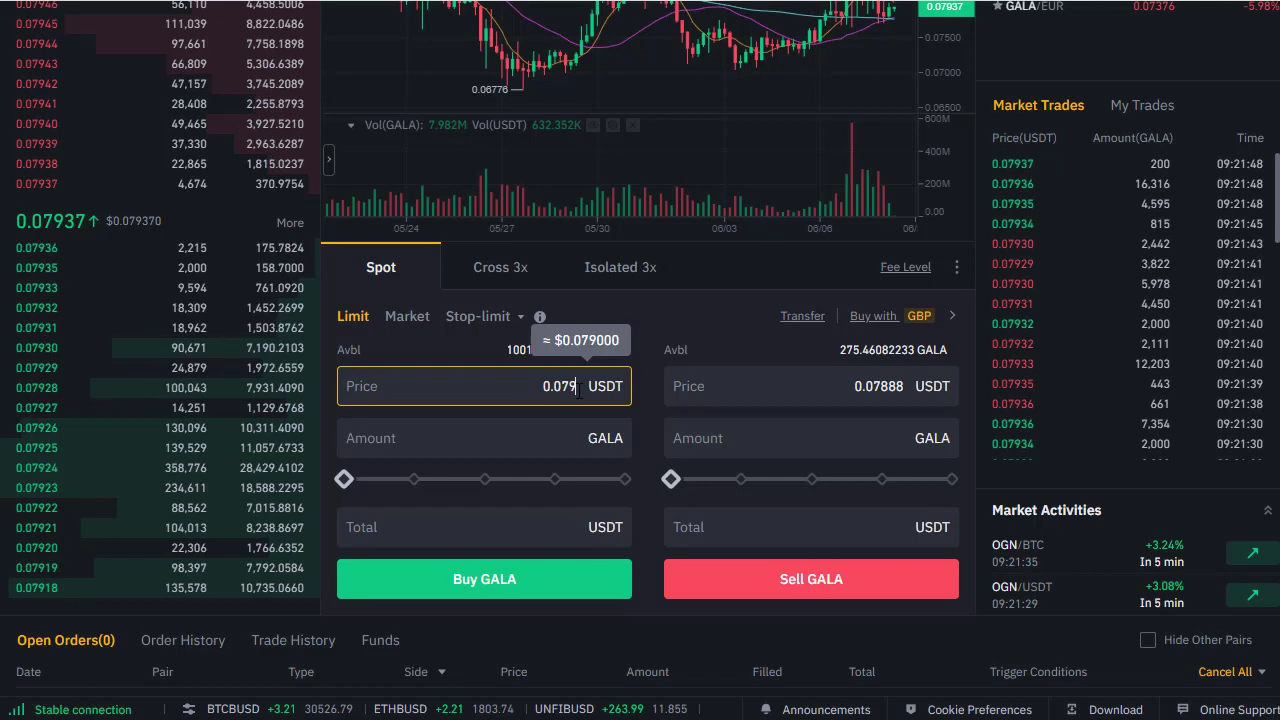 0.07946 56,110 4,458.5006
0.07945 111,039 8,822.0486
0.07944 97,661 7,758.1898
0.07943 66,809 5,306.6389
0.07942 47,157 3,745.2089
0.07941 28,408 2,255.8793
0.07940 49,465 3,927.5210
0.07939 37,330 2,963.6287
0.07938 22,865 1,815.0237
0.07937 4,674 370.9754
0.07937↑ $0.079370 More
0.07936 2,215 175.7824
0.07935 2,000 158.7000
0.07933 9,594 761.0920
0.07932 18,309 1,452.2699
0.07931 18,962 1,503.8762
0.07930 90,671 7,190.2103
0.07929 24,879 1,972.6559
0.07928 100,043 7,931.4090
0.07927 14,251 1,129.6768
0.07926 130,096 10,311.4090
0.07925 139,529 11,057.6733
0.07924 358,776 28,429.4102
0.07923 234,611 18,588.2295
0.07922 88,562 7,015.8816
0.07921 104,013 8,238.8697
0.07920 22,306 1,766.6352
0.07919 98,397 7,792.0584
0.07918 135,578 10,735.0660
0.07937
0.07500
0.07000
0.06500
0.06776
Vol(GALA): 7.982M Vol(USDT) 632.352K
600M
400M
200M
0.00
05/24 05/27 05/30 06/03 06/06 06/
Spot Cross 3x Isolated 3x Fee Level
Limit Market Stop-limit Transfer Buy with GBP
≈ $0.079000
Avbl 1001
Price 0.079 USDT
Amount GALA
Total USDT
Buy GALA
Avbl 275.46082233 GALA
Price 0.07888 USDT
Amount GALA
Total USDT
Sell GALA
GALA/EUR 0.07376 -5.98%
Market Trades My Trades
Price(USDT) Amount(GALA) Time
0.07937 200 09:21:48
0.07936 16,316 09:21:48
0.07935 4,595 09:21:48
0.07934 815 09:21:45
0.07930 2,442 09:21:43
0.07929 3,822 09:21:41
0.07930 5,978 09:21:41
0.07931 4,450 09:21:41
0.07932 2,000 09:21:40
0.07932 2,111 09:21:40
0.07933 12,203 09:21:40
0.07935 443 09:21:39
0.07936 661 09:21:38
0.07936 7,354 09:21:30
0.07934 2,000 09:21:30
Market Activities
OGN/BTC +3.24%
09:21:35 In 5 min
OGN/USDT +3.08%
09:21:29 In 5 min
Open Orders(0) Order History Trade History Funds Hide Other Pairs
Date Pair Type Side Price Amount Filled Total Trigger Conditions Cancel All
Stable connection BTCBUSD +3.21 30526.79 ETHBUSD +2.21 1803.74 UNFIBUSD +263.99 11.855 Announcements Cookie Preferences Download Online Support